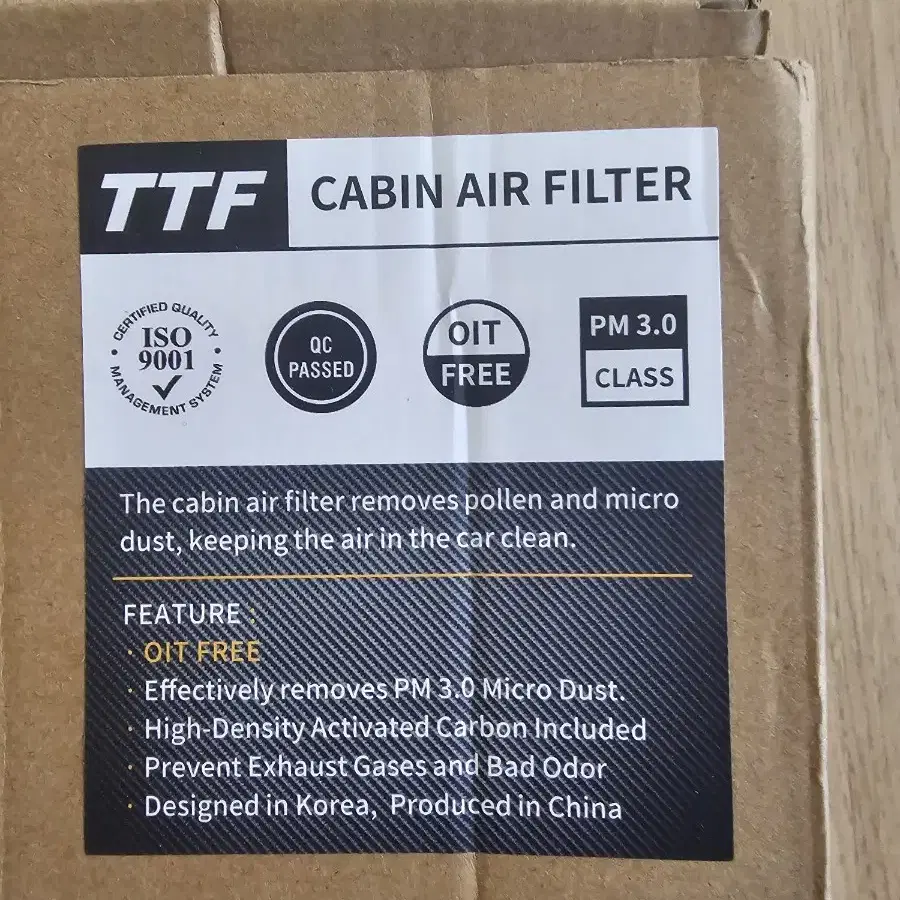 TTF
CABIN AIR FILTER
CERTIFIED QUALITY
ISO
9001
MANAGEMENT SYSTEM
QC
PASSED
OIT
FREE
PM 3.0
CLASS
The cabin air filter removes pollen and micro
dust, keeping the air in the car clean.
FEATURE :
· OIT FREE
· Effectively removes PM 3.0 Micro Dust.
· High-Density Activated Carbon Included
· Prevent Exhaust Gases and Bad Odor
· Designed in Korea, Produced in China